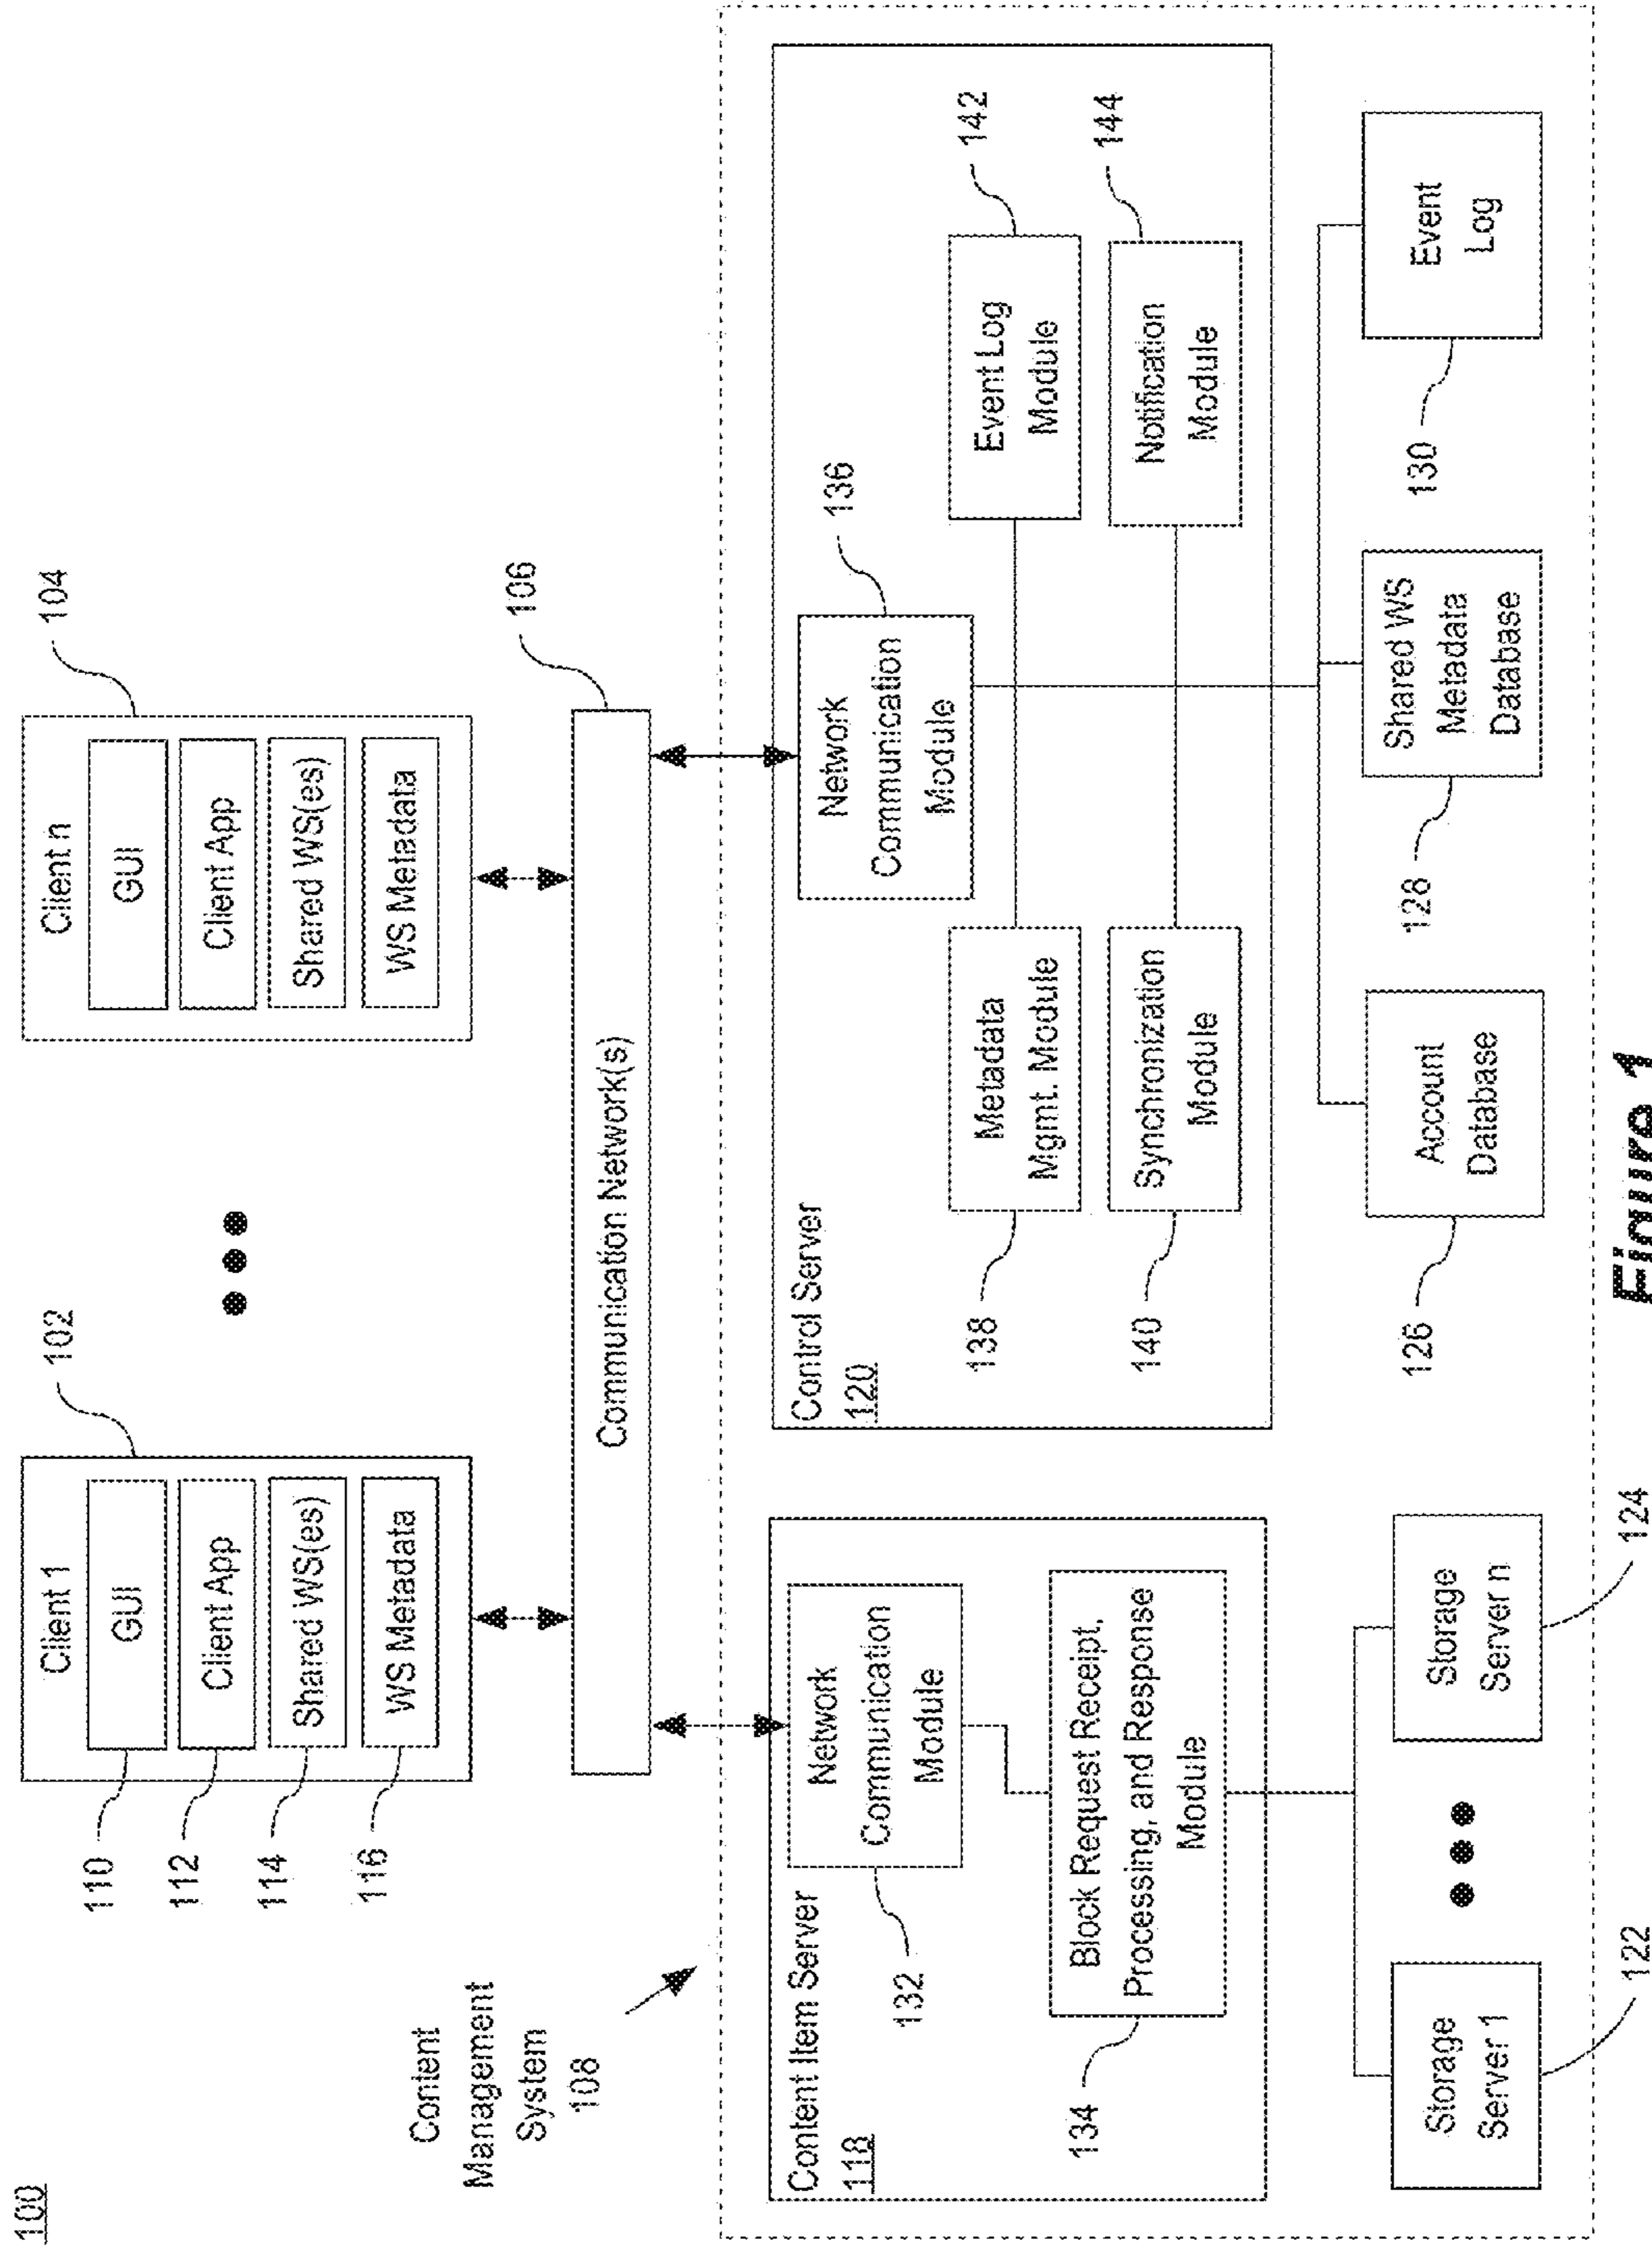 100
Client 1
GUI
Client App
Shared WS(es)
WS Metadata
102
110
112
114
116
Client n
GUI
Client App
Shared WS(es)
WS Metadata
104
Communication Network(s)
106
Content
Management
System
108
Content Item Server
118
Network
Communication
Module
132
Block Request Receipt,
Processing, and Response
Module
134
Storage
Server 1
122
Storage
Server n
124
Control Server
120
Network
Communication
Module
136
Metadata
Mgmt. Module
138
Event Log
Module
142
Synchronization
Module
140
Notification
Module
144
Account
Database
126
Shared WS
Metadata
Database
128
Event
Log
130
Figure 1